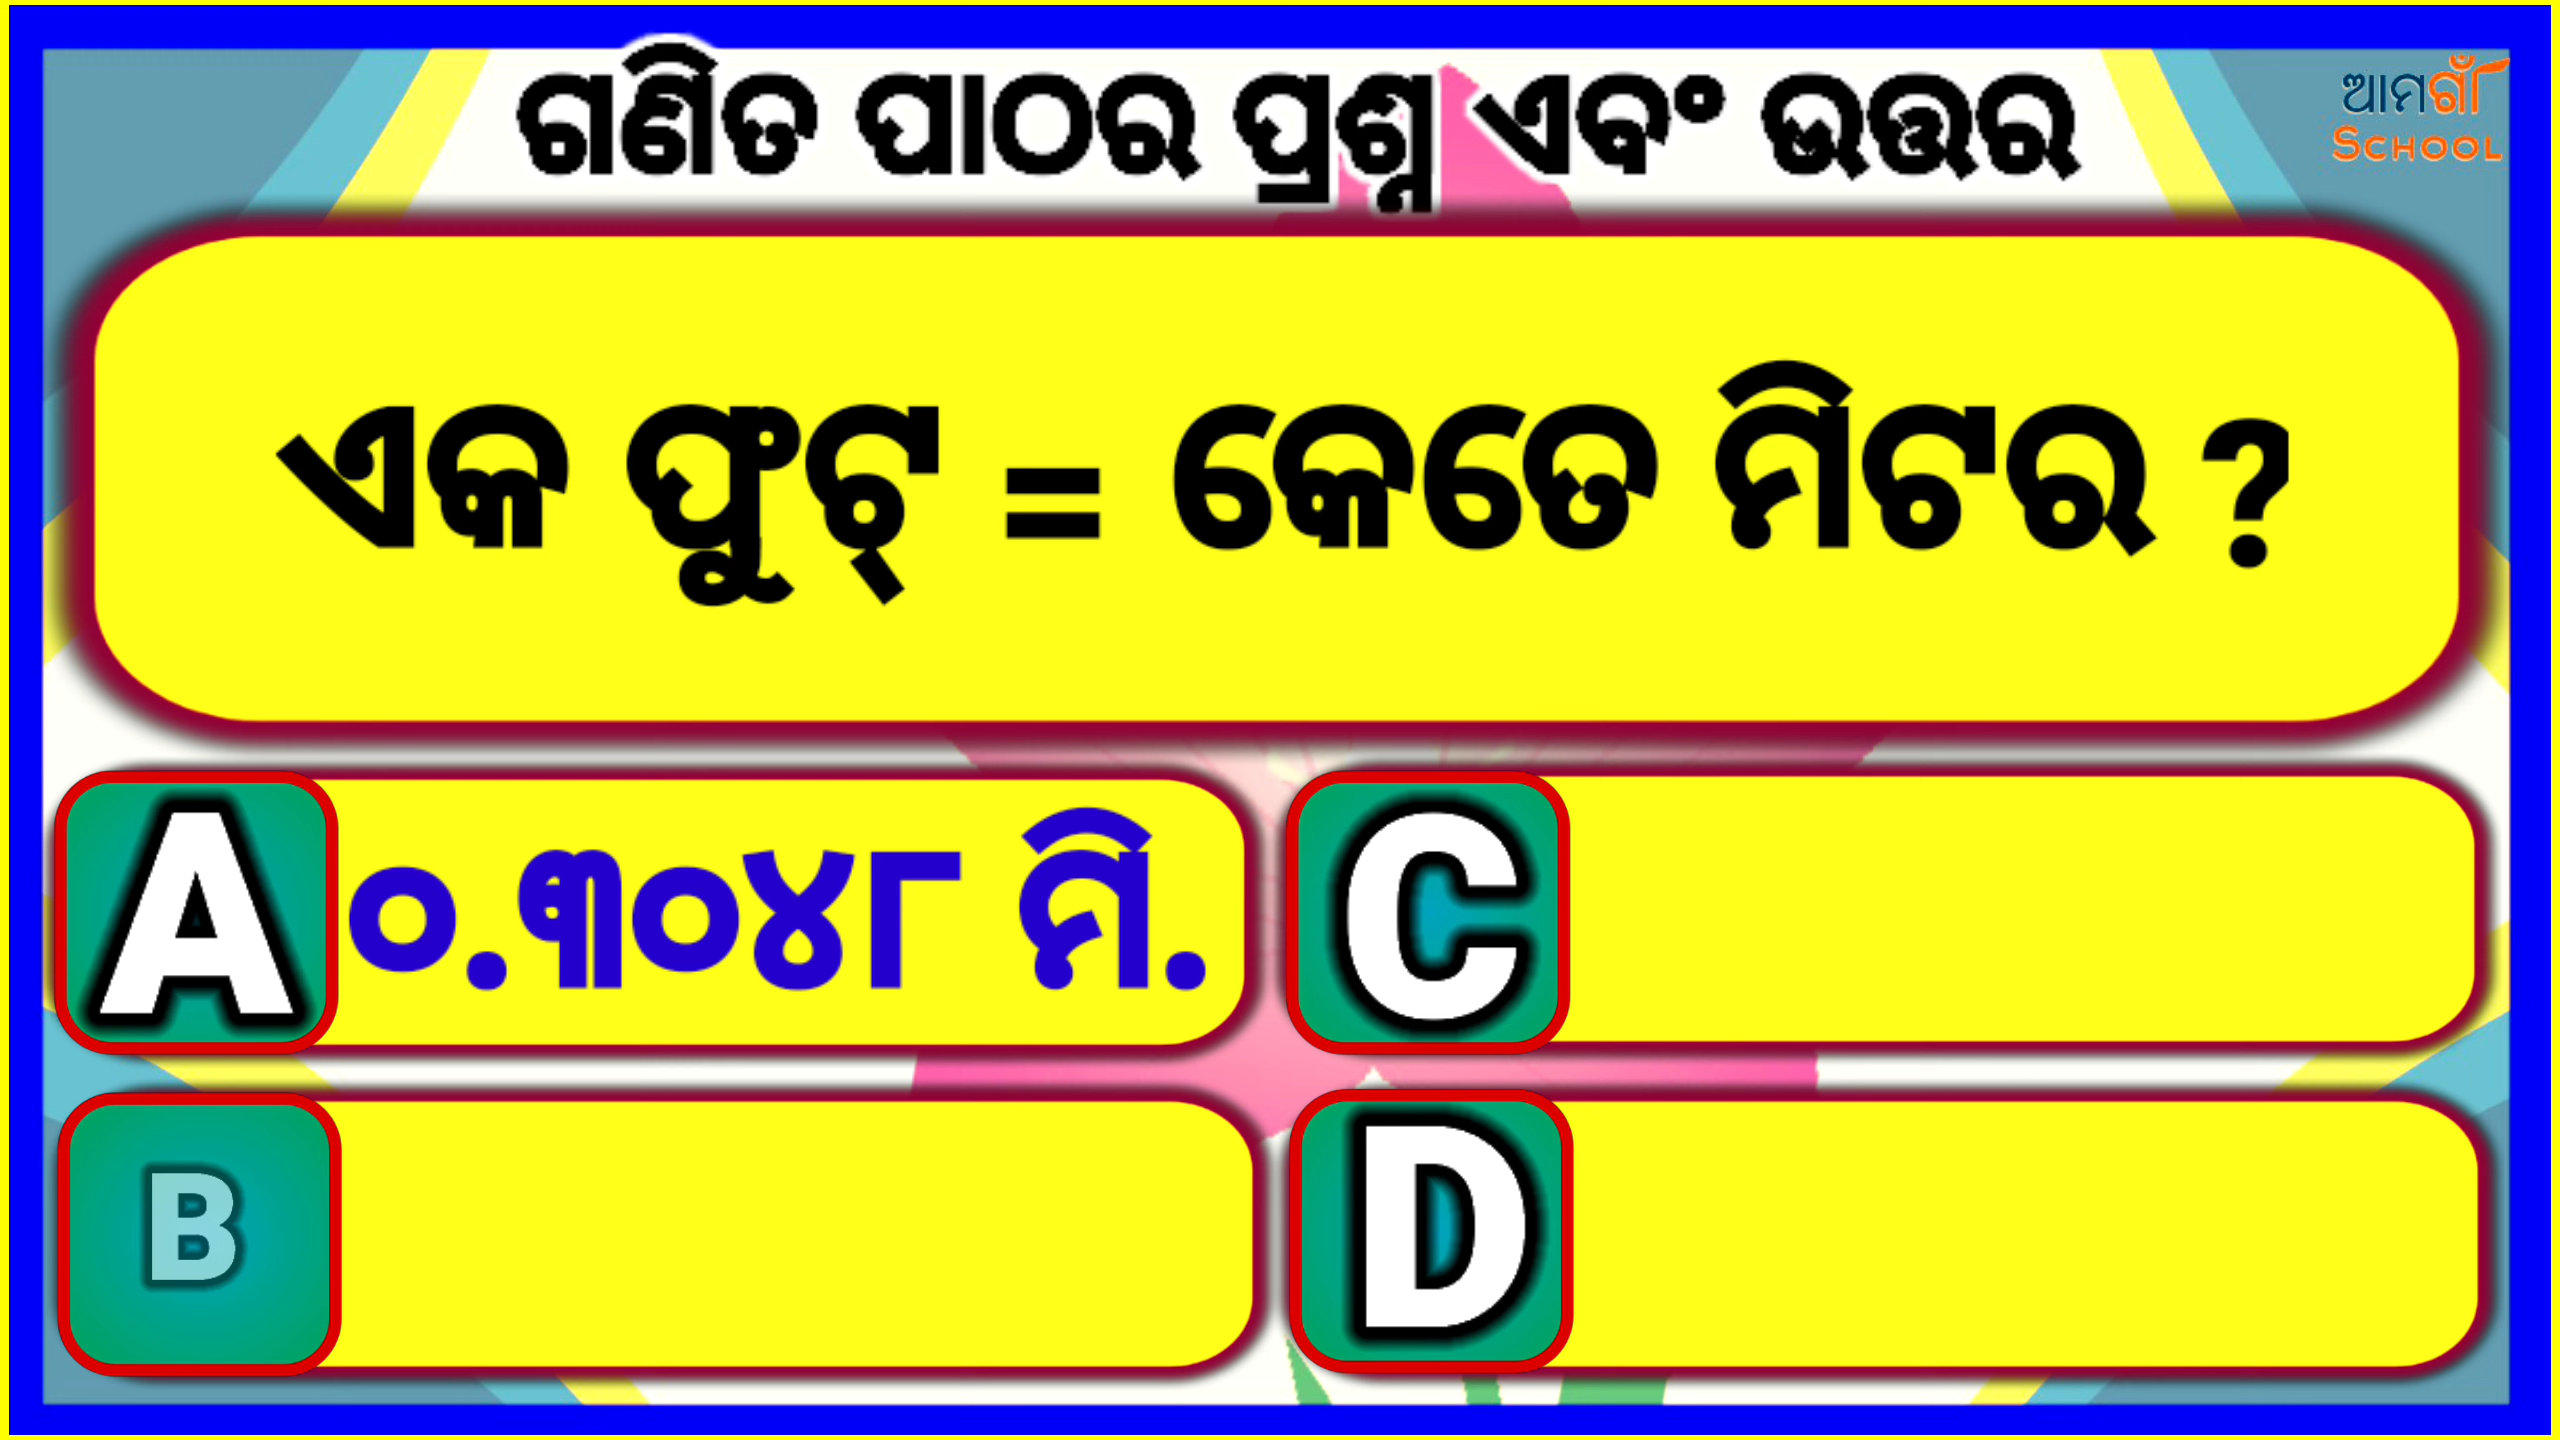 ଗଣିତ ପାଠର ପ୍ରଶ୍ନ ଏବଂ ଉତ୍ତର
ଆମଗାଁ
SCHOOL
ଏକ ଫୁଟ୍ = କେତେ ମିଟର ?
A ୦.୩୦୪୮ ମି.
C
B
D